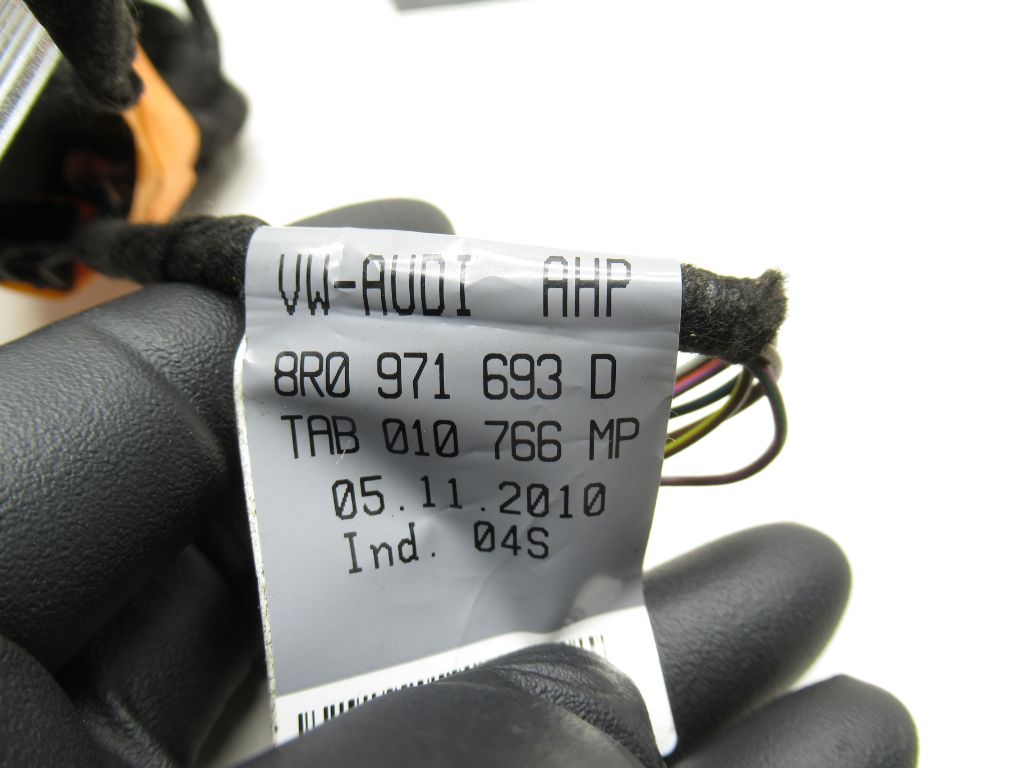 VW-AUDI AHP
8R0 971 693 D
TAB 010 766 MP
05.11.2010
Ind. 04S